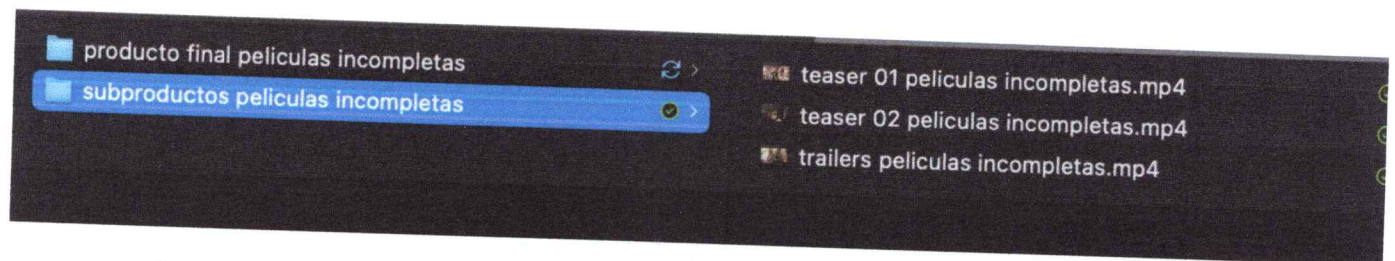 producto final peliculas incompletas
subproductos peliculas incompletas
teaser 01 peliculas incompletas.mp4
teaser 02 peliculas incompletas.mp4
trailers peliculas incompletas.mp4